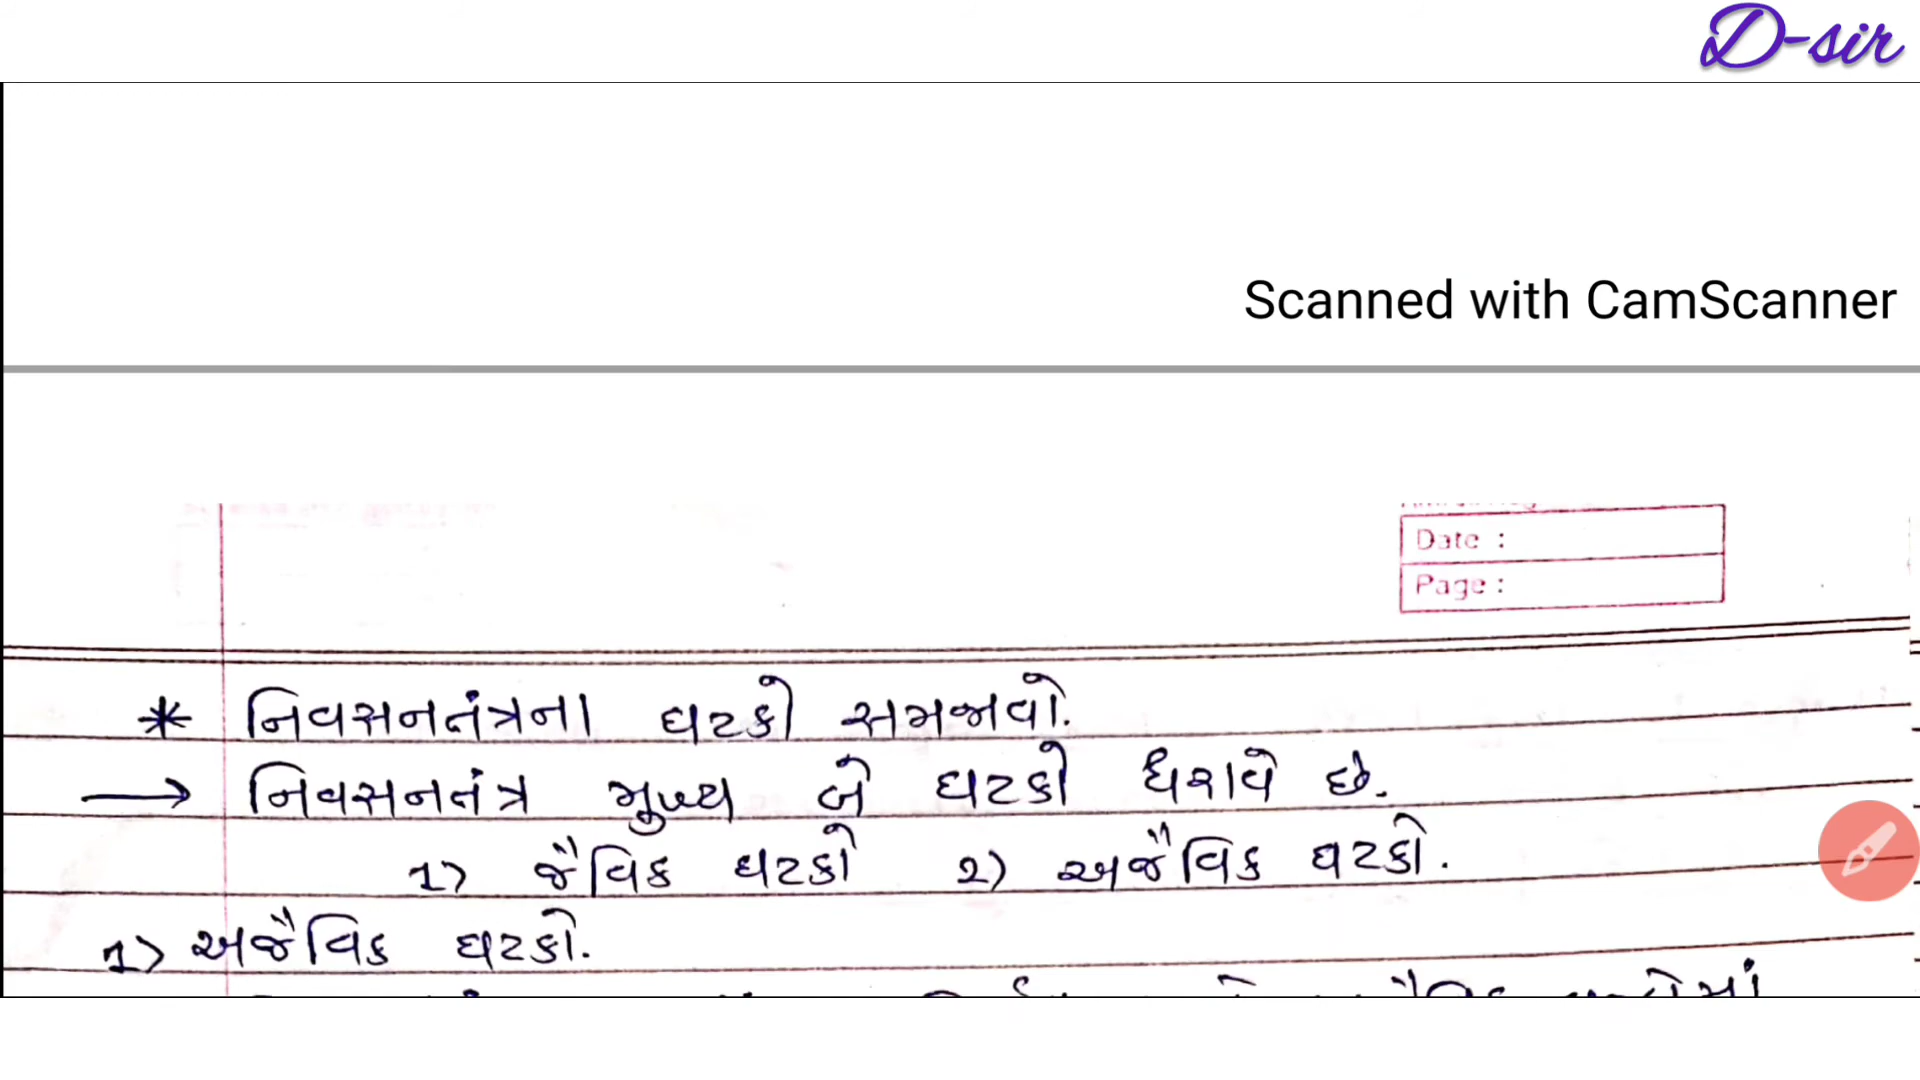 D-sir
Scanned with CamScanner
Date :
Page :
* નિવસનતંત્રના ઘટકો સમજાવો.
→ નિવસનતંત્ર મુખ્ય બે ઘટકો ધરાવે છે.
1) જૈવિક ઘટકો 2) અજૈવિક ઘટકો.
1) અજૈવિક ઘટકો.